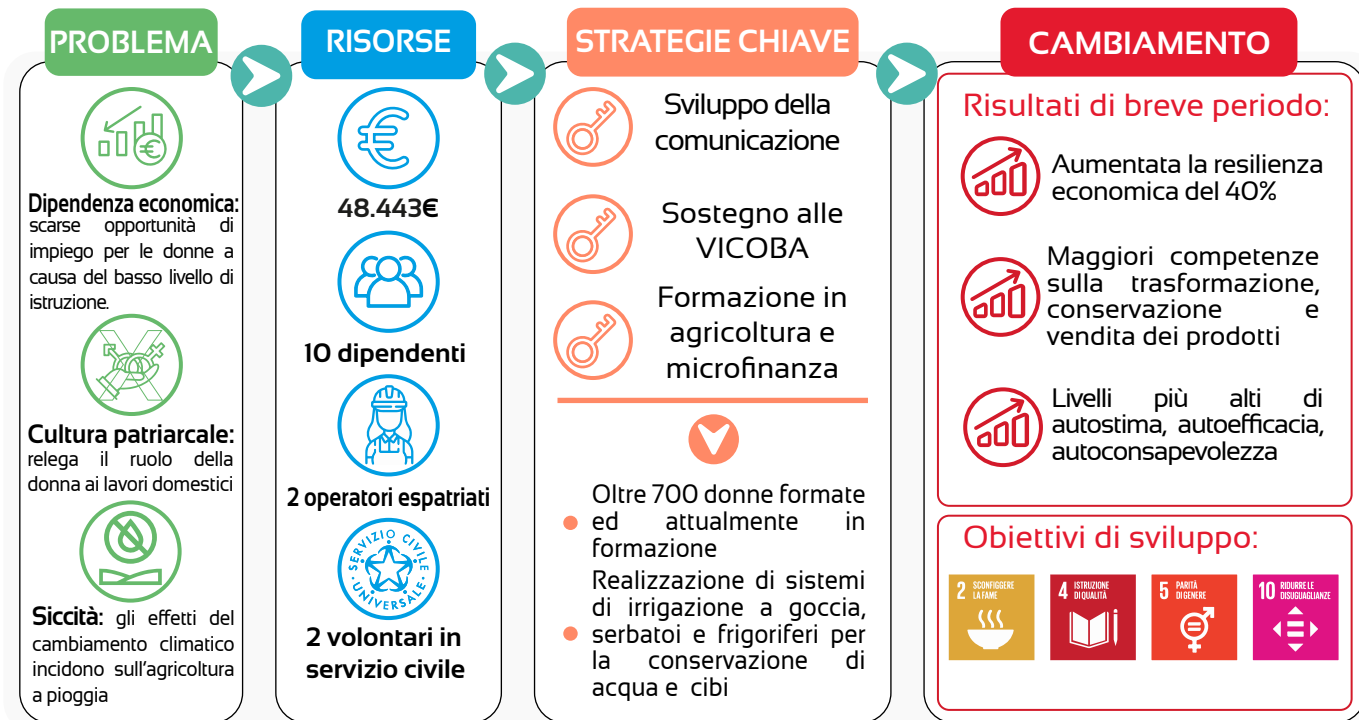 PROBLEMA
Dipendenza economica:
scarse opportunità di
impiego per le donne a
causa del basso livello di
istruzione.
Cultura patriarcale:
relega il ruolo della
donna ai lavori domestici
Siccità: gli effetti del
cambiamento climatico
incidono sull'agricoltura
a pioggia
RISORSE
48.443€
10 dipendenti
2 operatori espatriati
SERVIZIO CIVILE
UNIVERSALE
2 volontari in
servizio civile
STRATEGIE CHIAVE
Sviluppo della
comunicazione
Sostegno alle
VICOBA
Formazione in
agricoltura e
microfinanza
Oltre 700 donne formate
ed attualmente in
formazione
Realizzazione di sistemi
di irrigazione a goccia,
serbatoi e frigoriferi per
la conservazione di
acqua e cibi
CAMBIAMENTO
Risultati di breve periodo:
Aumentata la resilienza
economica del 40%
Maggiori competenze
sulla trasformazione,
conservazione e
vendita dei prodotti
Livelli più alti di
autostima, autoefficacia,
autoconsapevolezza
Obiettivi di sviluppo:
2 SCONFIGGERE
LA FAME
4 ISTRUZIONE
DI QUALITÀ
5 PARITÀ
DI GENERE
10 RIDURRE LE
DISUGUAGLIANZE